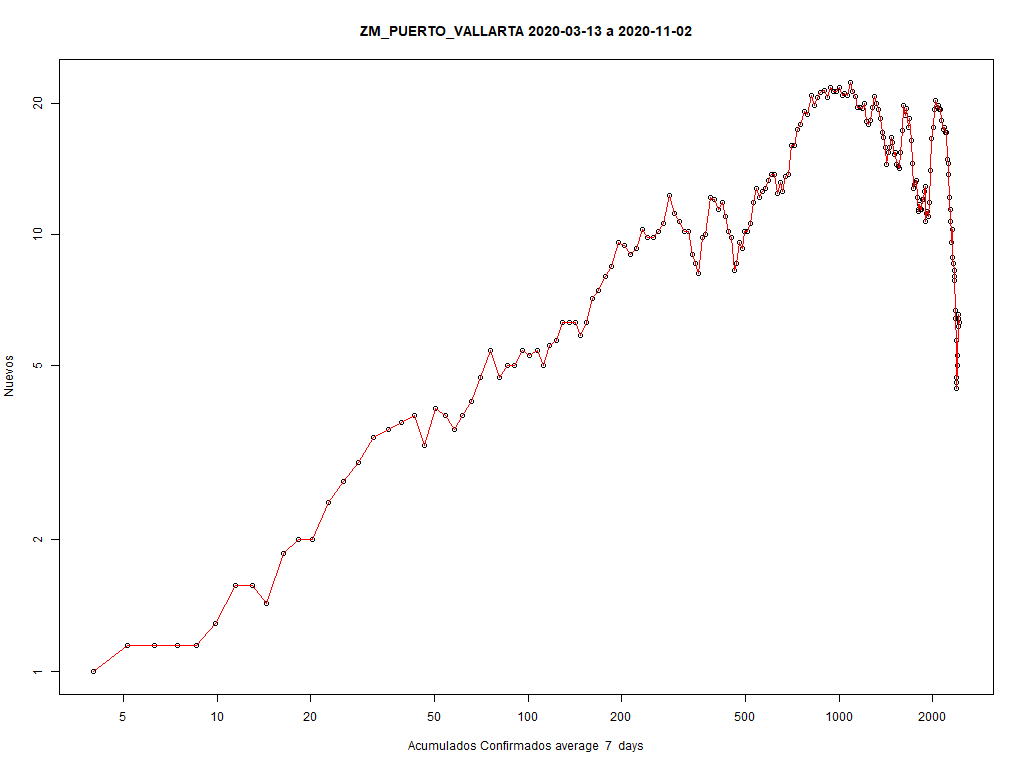 ZM_PUERTO_VALLARTA 2020-03-13 a 2020-11-02
20
10
5
2
1
Nuevos
5 10 20 50 100 200 500 1000 2000
Acumulados Confirmados average 7 days